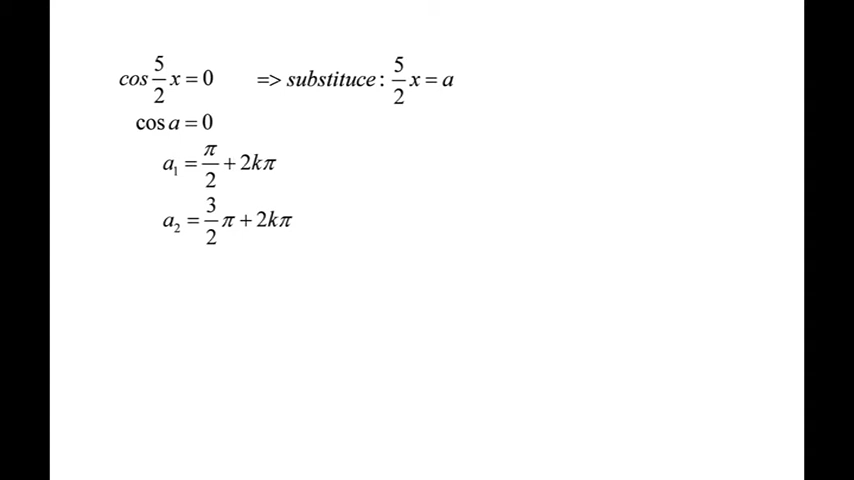 cos 5/2 x = 0 => substituce: 5/2 x = a
cos a = 0
a₁ = π/2 + 2kπ
a₂ = 3/2 π + 2kπ